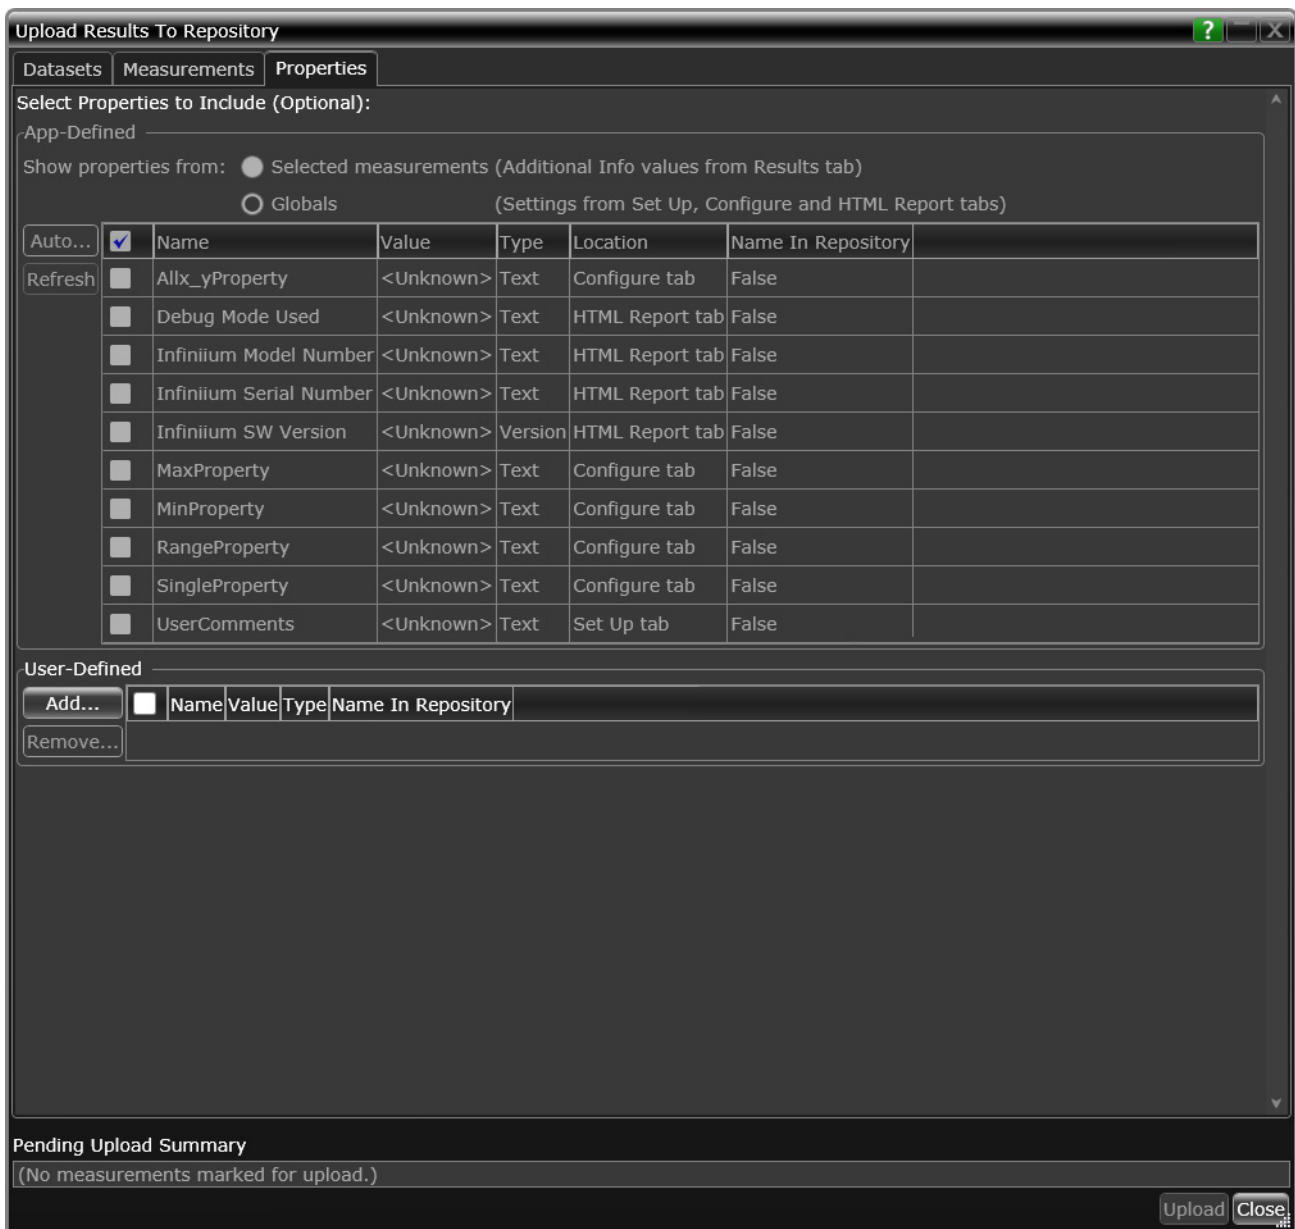 Upload Results To Repository ? X
Datasets Measurements Properties
Select Properties to Include (Optional):
App-Defined
Show properties from: Selected measurements (Additional Info values from Results tab)
Globals (Settings from Set Up, Configure and HTML Report tabs)
Auto... Name Value Type Location Name In Repository
Refresh Allx_yProperty <Unknown> Text Configure tab False
Debug Mode Used <Unknown> Text HTML Report tab False
Infiniium Model Number <Unknown> Text HTML Report tab False
Infiniium Serial Number <Unknown> Text HTML Report tab False
Infiniium SW Version <Unknown> Version HTML Report tab False
MaxProperty <Unknown> Text Configure tab False
MinProperty <Unknown> Text Configure tab False
RangeProperty <Unknown> Text Configure tab False
SingleProperty <Unknown> Text Configure tab False
UserComments <Unknown> Text Set Up tab False
User-Defined
Add... Name Value Type Name In Repository
Remove...
Pending Upload Summary
(No measurements marked for upload.)
Upload Close